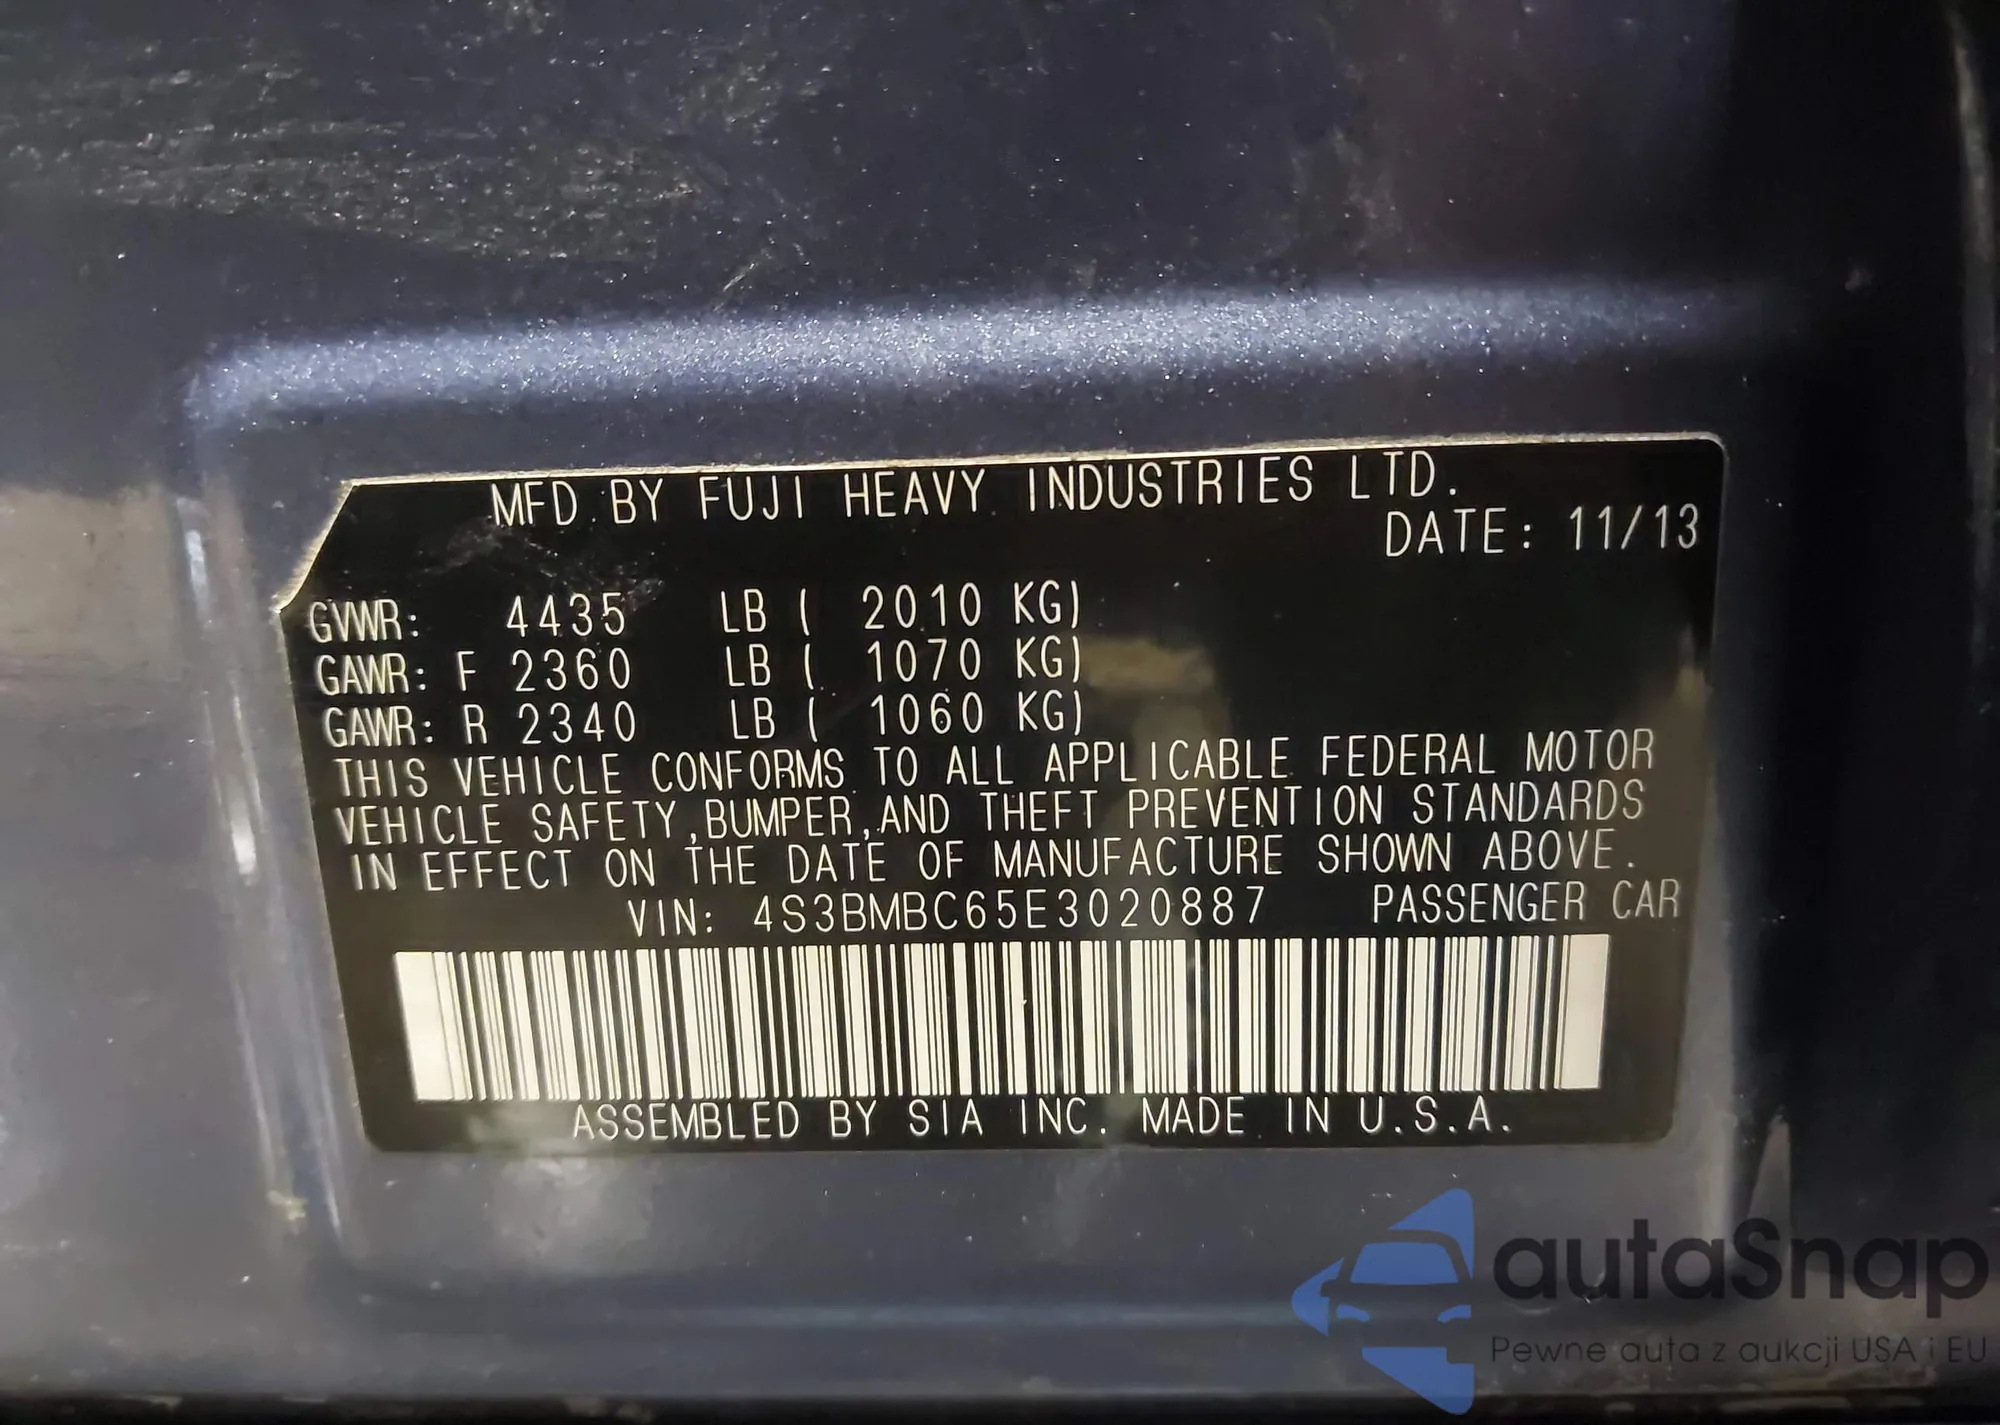 MFD.BY FUJI HEAVY INDUSTRIES LTD.
DATE: 11/13
GVWR: 4435 LB ( 2010 KG)
GAWR: F 2360 LB ( 1070 KG)
GAWR: R 2340 LB ( 1060 KG)
THIS VEHICLE CONFORMS TO ALL APPLICABLE FEDERAL MOTOR
VEHICLE SAFETY,BUMPER,AND THEFT PREVENTION STANDARDS
IN EFFECT ON THE DATE OF MANUFACTURE SHOWN ABOVE.
VIN: 4S3BMBC65E3020887 PASSENGER CAR
ASSEMBLED BY SIA INC. MADE IN U.S.A.
autaSnap
Pewne auta z aukcji USA i EU